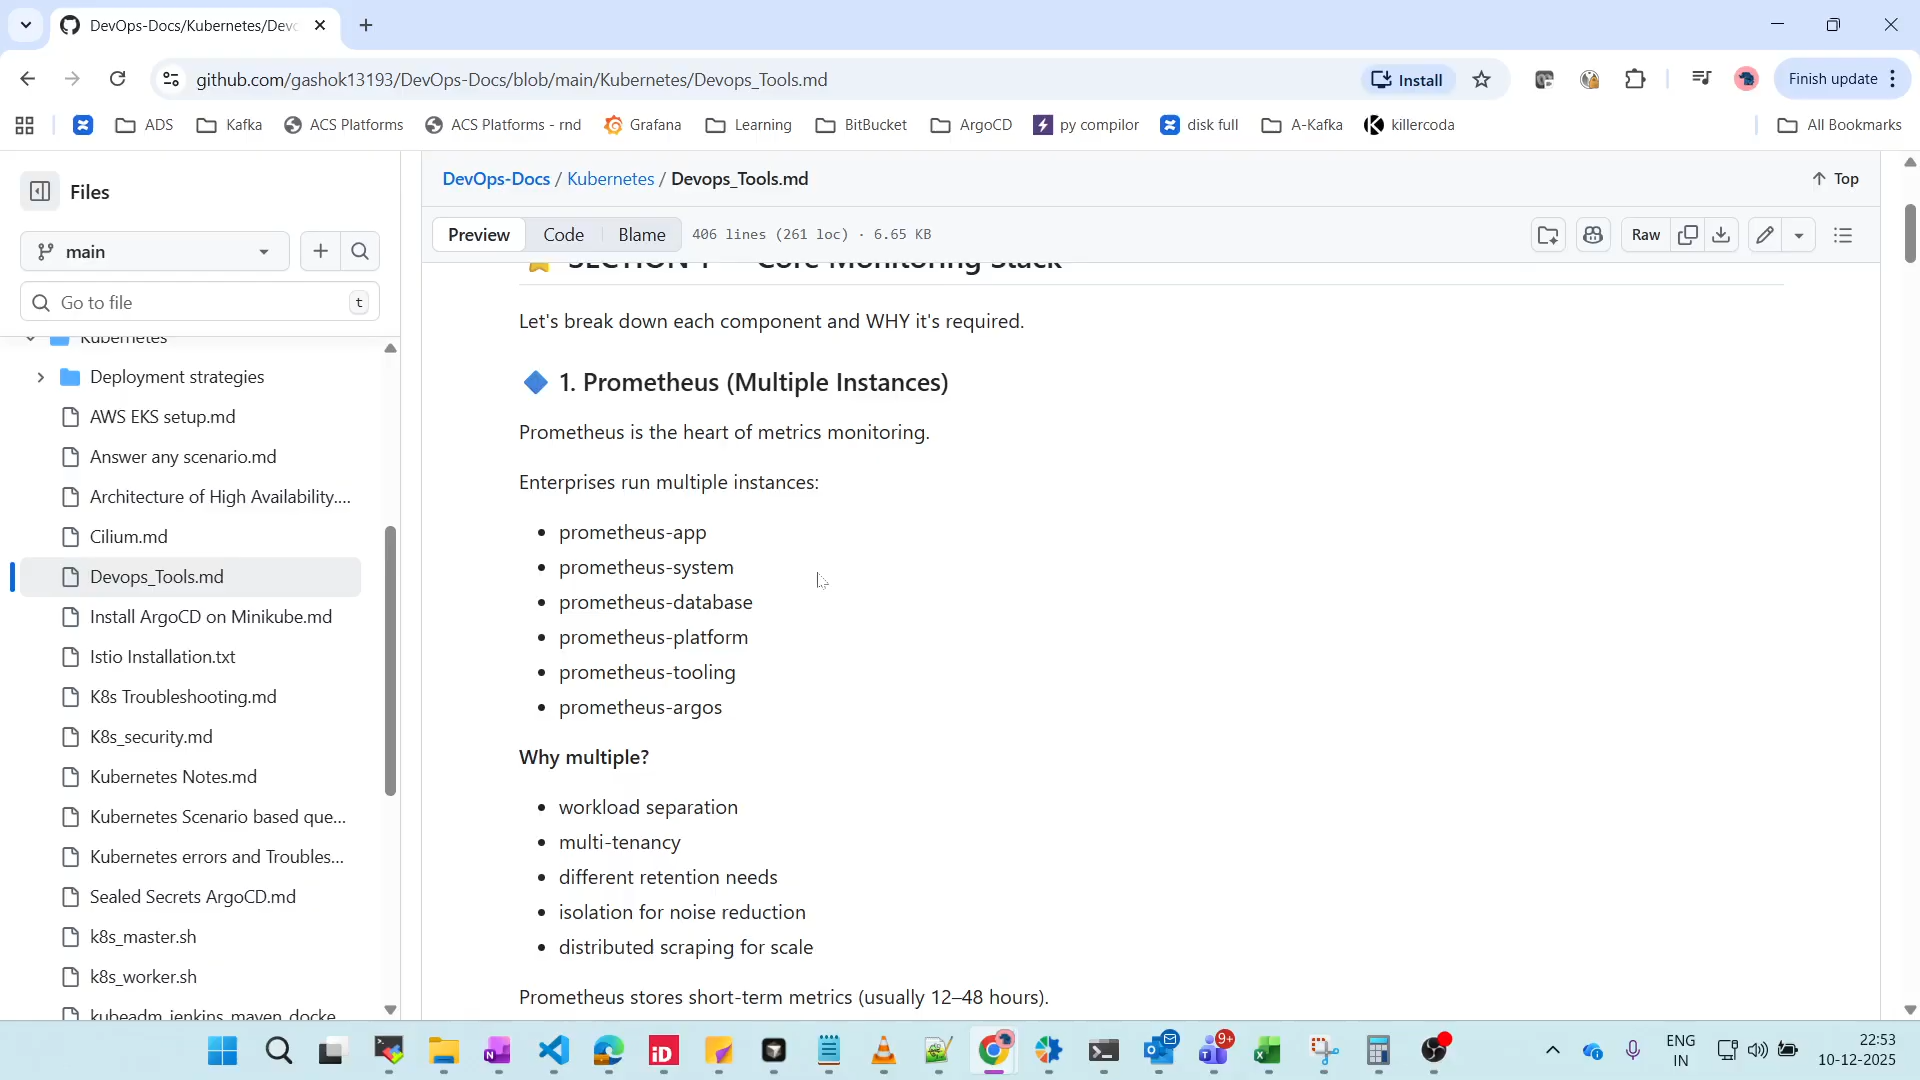 DevOps-Docs/Kubernetes/Devo
github.com/gashok13193/DevOps-Docs/blob/main/Kubernetes/Devops_Tools.md
Install
Finish update
ADS
Kafka
ACS Platforms
ACS Platforms - rnd
Grafana
Learning
BitBucket
ArgoCD
py compilor
disk full
A-Kafka
killercoda
All Bookmarks
Files
main
Go to file
t
Kubernetes
Deployment strategies
AWS EKS setup.md
Answer any scenario.md
Architecture of High Availability....
Cilium.md
Devops_Tools.md
Install ArgoCD on Minikube.md
Istio Installation.txt
K8s Troubleshooting.md
K8s_security.md
Kubernetes Notes.md
Kubernetes Scenario based que...
Kubernetes errors and Troubles...
Sealed Secrets ArgoCD.md
k8s_master.sh
k8s_worker.sh
kubeadm_jenkins_maven_docke
DevOps-Docs / Kubernetes / Devops_Tools.md
Top
Preview
Code
Blame
406 lines (261 loc) · 6.65 KB
Raw
SECTION 1 — Core Monitoring Stack
Let's break down each component and WHY it's required.
1. Prometheus (Multiple Instances)
Prometheus is the heart of metrics monitoring.
Enterprises run multiple instances:
prometheus-app
prometheus-system
prometheus-database
prometheus-platform
prometheus-tooling
prometheus-argos
Why multiple?
workload separation
multi-tenancy
different retention needs
isolation for noise reduction
distributed scraping for scale
Prometheus stores short-term metrics (usually 12–48 hours).
9+
ENG
IN
22:53
10-12-2025